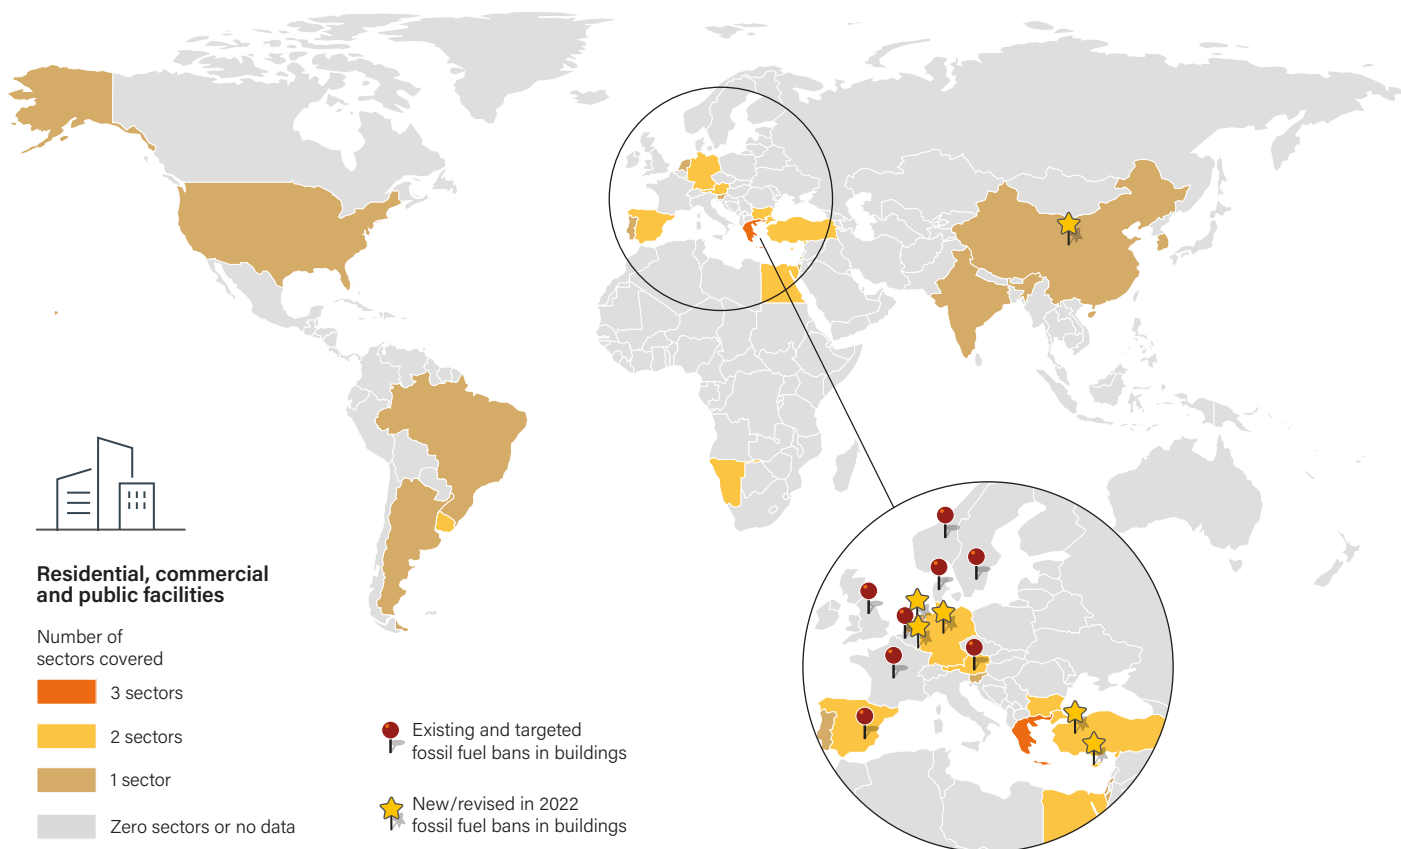 Residential, commercial
and public facilities
Number of
sectors covered
3 sectors
2 sectors
1 sector
Zero sectors or no data
Existing and targeted
fossil fuel bans in buildings
New/revised in 2022
fossil fuel bans in buildings